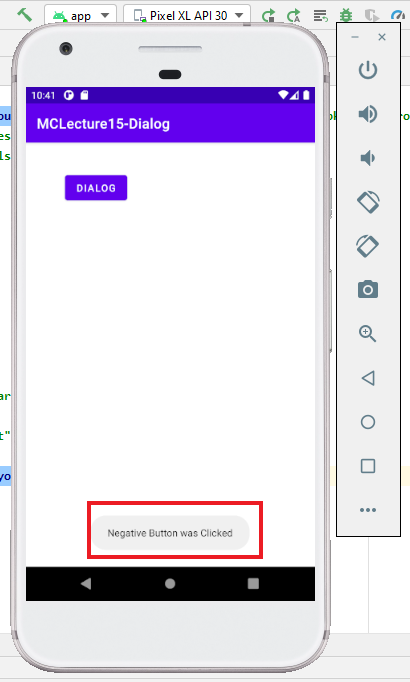 app
Pixel XL API 30
10:41
MCLecture15-Dialog
DIALOG
Negative Button was Clicked